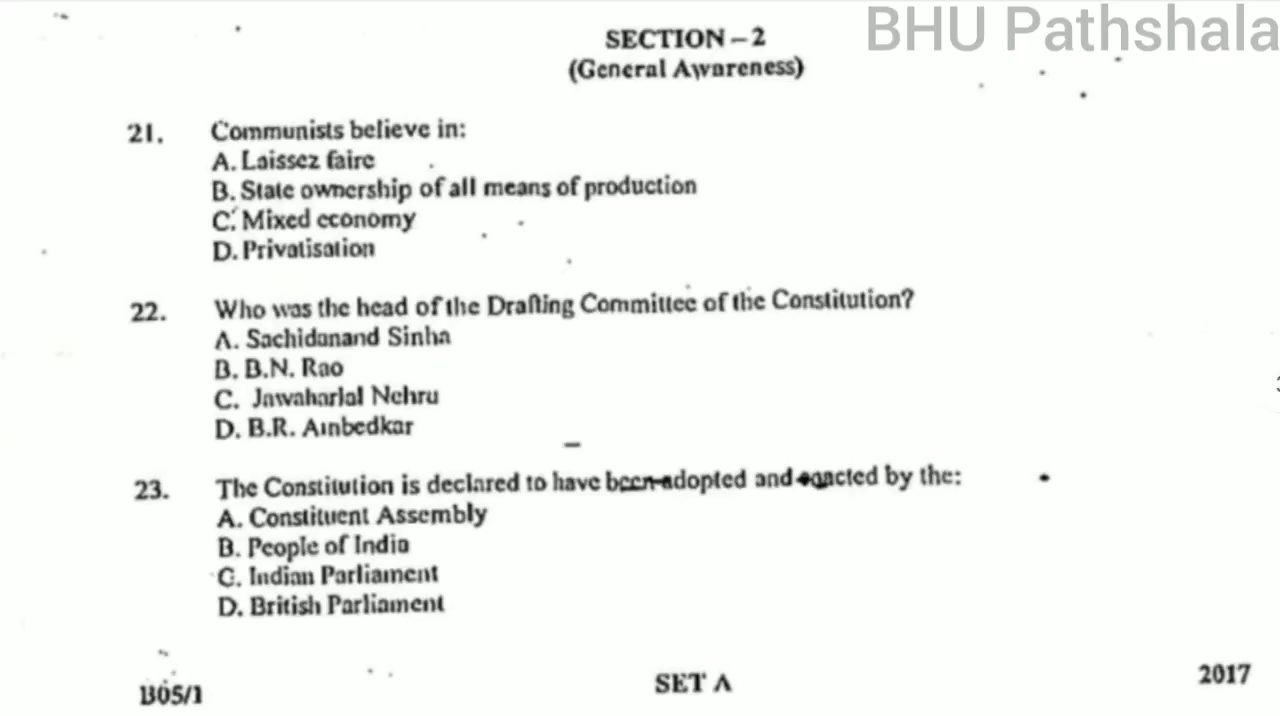 BHU Pathshala
SECTION – 2
(General Awareness)
21. Communists believe in:
A. Laissez faire
B. State ownership of all means of production
C. Mixed economy
D. Privatisation
22. Who was the head of the Drafting Committee of the Constitution?
A. Sachidanand Sinha
B. B.N. Rao
C. Jawaharlal Nehru
D. B.R. Ambedkar
23. The Constitution is declared to have been adopted and enacted by the:
A. Constituent Assembly
B. People of India
C. Indian Parliament
D. British Parliament
B05/1 SET A 2017